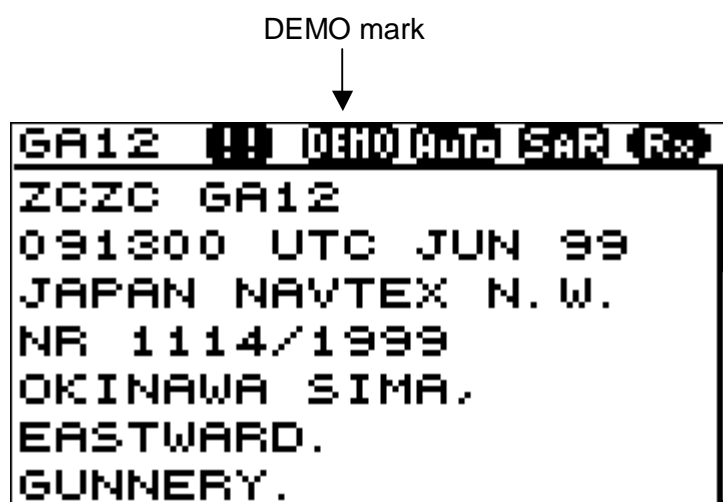 DEMO mark
GA12 !! DEMO AuTo SaR Rx
ZCZC GA12
091300 UTC JUN 99
JAPAN NAVTEX N.W.
NR 1114/1999
OKINAWA SIMA,
EASTWARD.
GUNNERY.